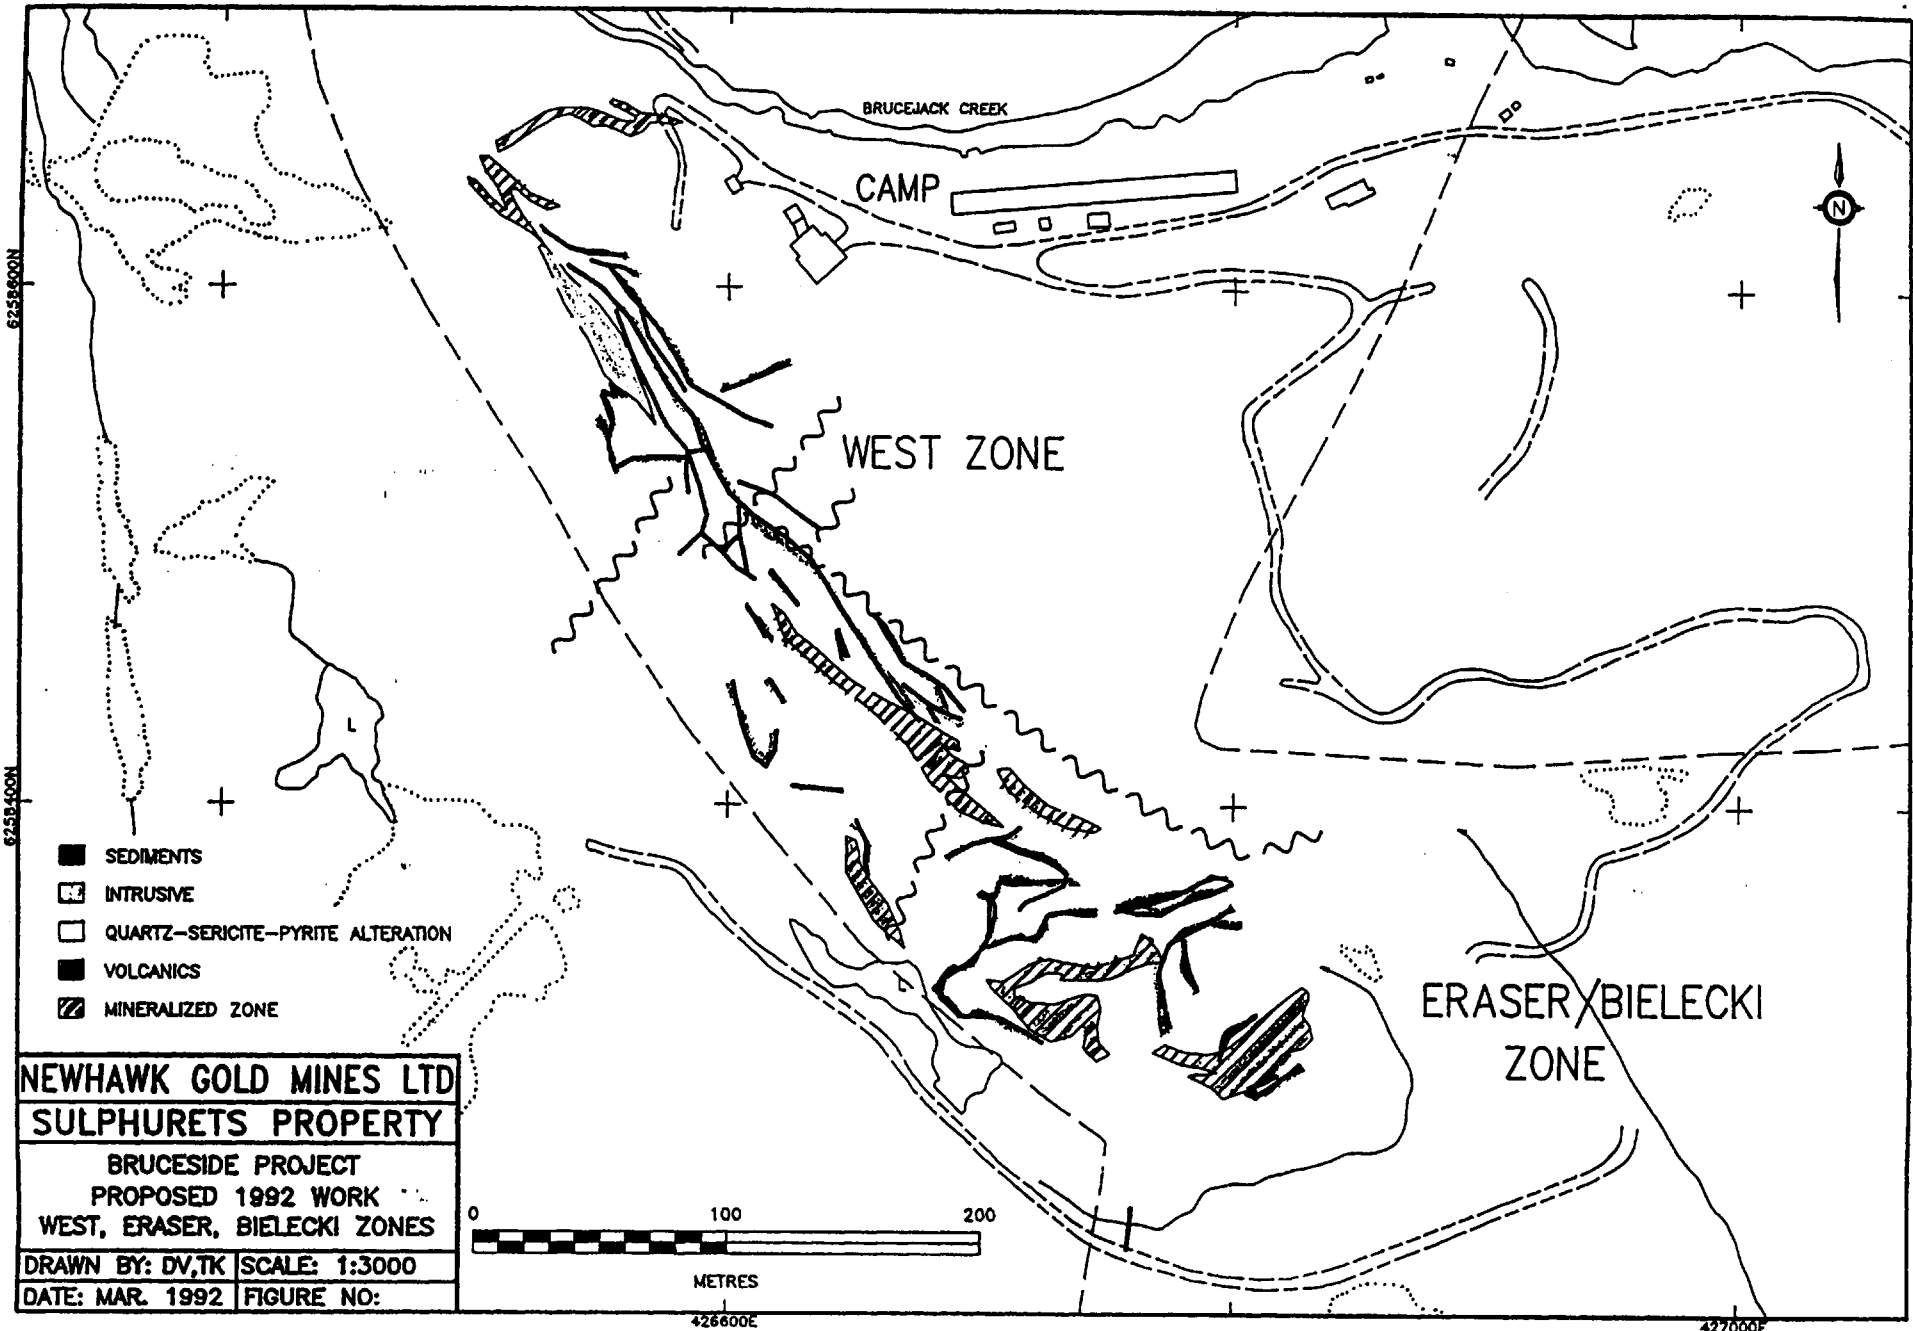 BRUCEJACK CREEK
CAMP
N
6258600N
WEST ZONE
L
6258400N
SEDIMENTS
INTRUSIVE
QUARTZ-SERICITE-PYRITE ALTERATION
VOLCANICS
MINERALIZED ZONE
ERASER/BIELECKI
ZONE
NEWHAWK GOLD MINES LTD
SULPHURETS PROPERTY
BRUCESIDE PROJECT
PROPOSED 1992 WORK
WEST, ERASER, BIELECKI ZONES
DRAWN BY: DV,TK SCALE: 1:3000
DATE: MAR. 1992 FIGURE NO:
0 100 200
METRES
426600E
427000E